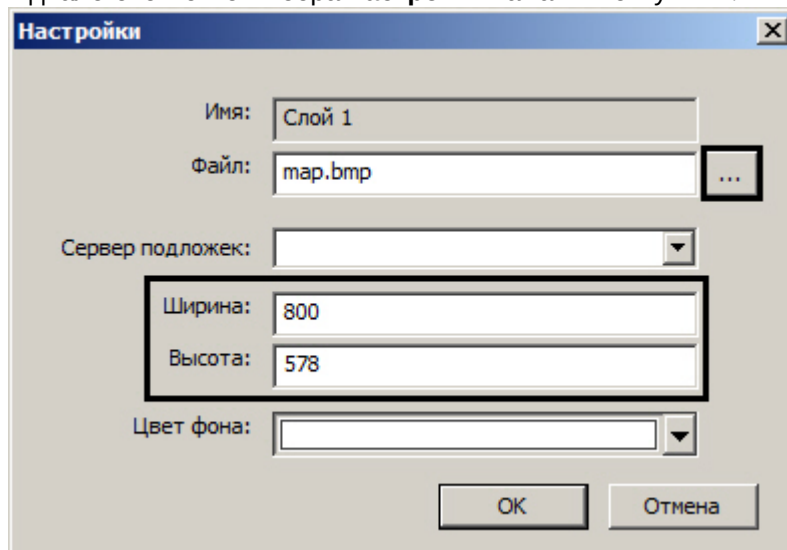 Настройки
Имя: Слой 1
Файл: map.bmp ...
Сервер подложек:
Ширина: 800
Высота: 578
Цвет фона:
OK Отмена